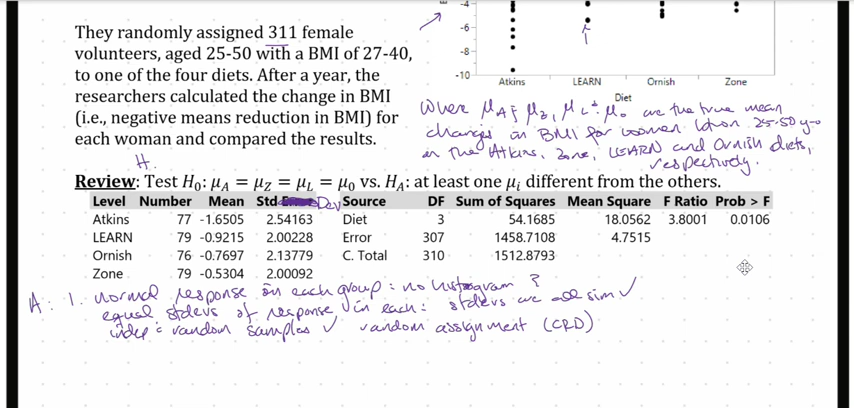 -4
-6
-8
-10
Atkins LEARN Ornish Zone
Diet
They randomly assigned 311 female
volunteers, aged 25-50 with a BMI of 27-40,
to one of the four diets. After a year, the
researchers calculated the change in BMI
(i.e., negative means reduction in BMI) for
each woman and compared the results.
where μA, μZ, μL, μO are the true mean
changes in BMI for women 25-50 y-o
on the Atkins, Zone, LEARN and Ornish diets,
respectively.
H.
Review: Test H₀: μA = μZ = μL = μO vs. HA: at least one μi different from the others.
Level Number Mean Std Dev Source DF Sum of Squares Mean Square F Ratio Prob > F
Atkins 77 -1.6505 2.54163 Diet 3 54.1685 18.0562 3.8001 0.0106
LEARN 79 -0.9215 2.00228 Error 307 1458.7108 4.7515
Ornish 76 -0.7697 2.13779 C. Total 310 1512.8793
Zone 79 -0.5304 2.00092
A: 1. normal response in each group: no histogram ?
equal stdevs of response in each: stdevs are all sim ✓
indep: random samples ✓ random assignment (CRD)